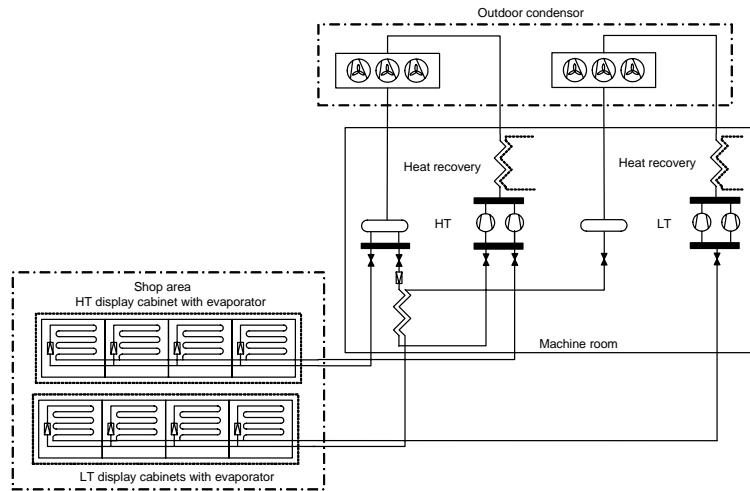 Outdoor condensor
Heat recovery
Heat recovery
HT
LT
Shop area
HT display cabinet with evaporator
Machine room
LT display cabinets with evaporator